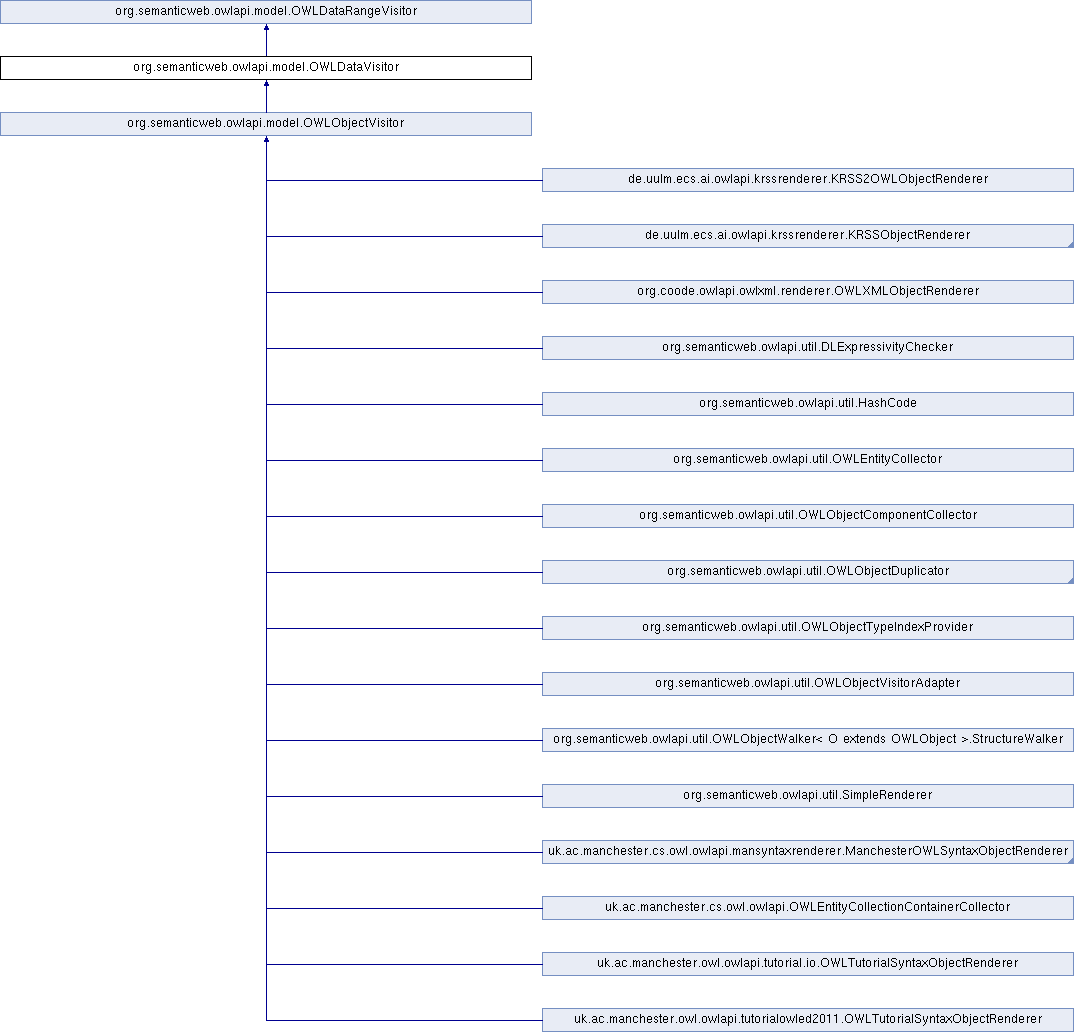 org.semanticweb.owlapi.model.OWLDataRangeVisitor
org.semanticweb.owlapi.model.OWLDataVisitor
org.semanticweb.owlapi.model.OWLObjectVisitor
de.uulm.ecs.ai.owlapi.krssrenderer.KRSS2OWLObjectRenderer
de.uulm.ecs.ai.owlapi.krssrenderer.KRSSObjectRenderer
org.coode.owlapi.owlxml.renderer.OWLXMLObjectRenderer
org.semanticweb.owlapi.util.DLExpressivityChecker
org.semanticweb.owlapi.util.HashCode
org.semanticweb.owlapi.util.OWLEntityCollector
org.semanticweb.owlapi.util.OWLObjectComponentCollector
org.semanticweb.owlapi.util.OWLObjectDuplicator
org.semanticweb.owlapi.util.OWLObjectTypeIndexProvider
org.semanticweb.owlapi.util.OWLObjectVisitorAdapter
org.semanticweb.owlapi.util.OWLObjectWalker< O extends OWLObject >.StructureWalker
org.semanticweb.owlapi.util.SimpleRenderer
uk.ac.manchester.cs.owl.owlapi.mansyntaxrenderer.ManchesterOWLSyntaxObjectRenderer
uk.ac.manchester.cs.owl.owlapi.OWLEntityCollectionContainerCollector
uk.ac.manchester.owl.owlapi.tutorial.io.OWLTutorialSyntaxObjectRenderer
uk.ac.manchester.owl.owlapi.tutorialowled2011.OWLTutorialSyntaxObjectRenderer